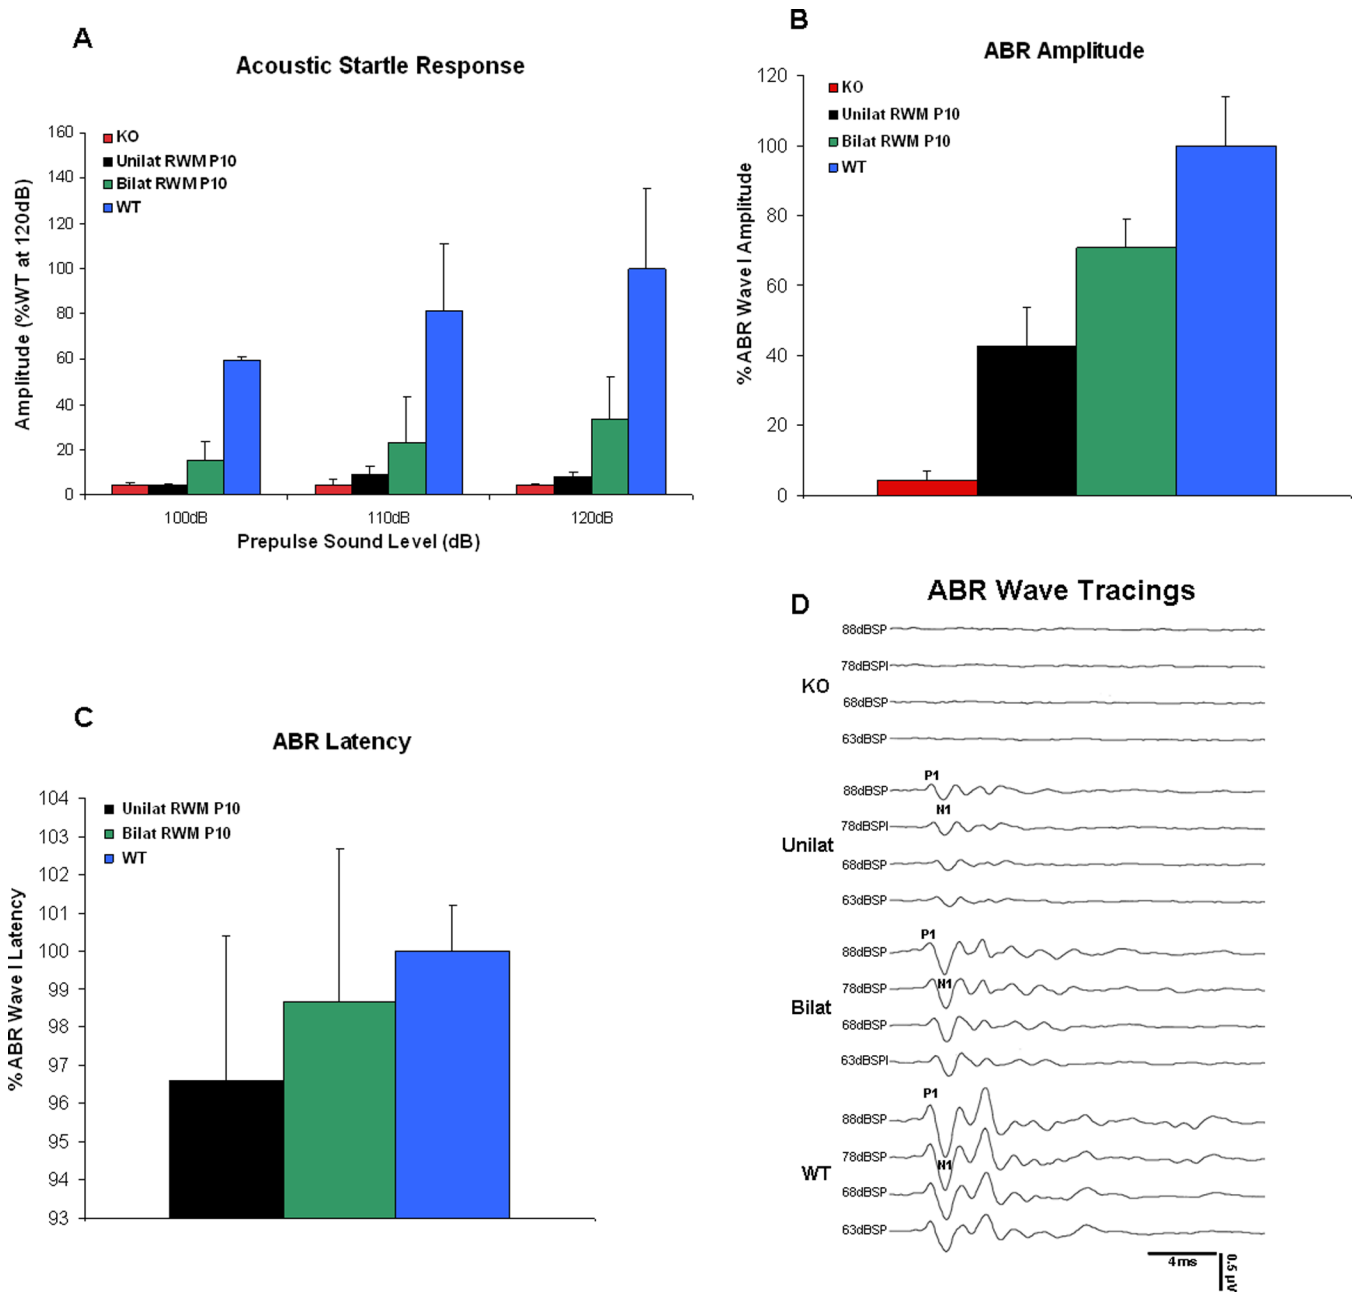 A
Acoustic Startle Response
KO
Unilat RWM P10
Bilat RWM P10
WT
160
140
120
100
80
60
40
20
0
Amplitude (%WT at 120dB)
100dB
110dB
120dB
Prepulse Sound Level (dB)
B
ABR Amplitude
KO
Unilat RWM P10
Bilat RWM P10
WT
120
100
80
60
40
20
0
%ABR Wave I Amplitude
C
ABR Latency
Unilat RWM P10
Bilat RWM P10
WT
104
103
102
101
100
99
98
97
96
95
94
93
%ABR Wave I Latency
D
ABR Wave Tracings
KO
88dBSP
78dBSPl
68dBSP
63dBSP
Unilat
P1
88dBSP
N1
78dBSPl
68dBSP
63dBSP
Bilat
P1
88dBSP
N1
78dBSP
68dBSP
63dBSPl
WT
P1
88dBSP
78dBSP
N1
68dBSP
63dBSP
4ms
0.5 µV